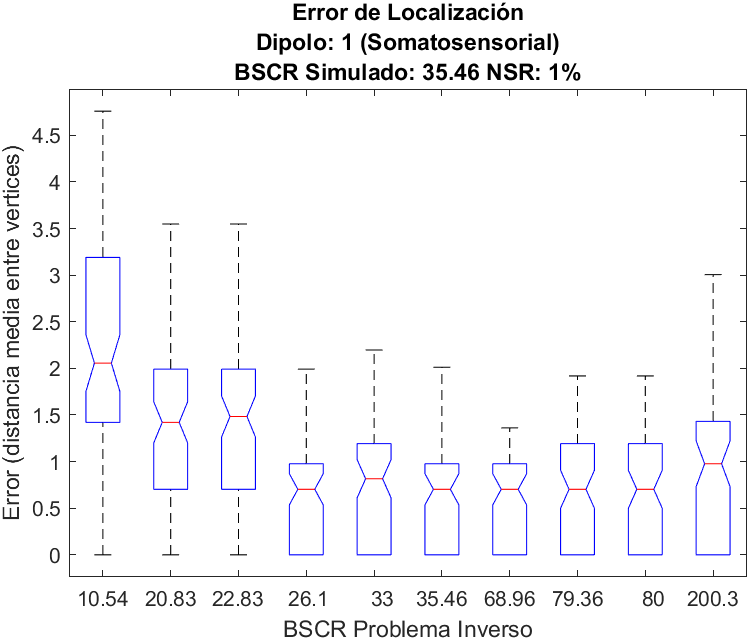 Error de Localización
Dipolo: 1 (Somatosensorial)
BSCR Simulado: 35.46 NSR: 1%
Error (distancia media entre vertices)
4.5
4
3.5
3
2.5
2
1.5
1
0.5
0
10.54 20.83 22.83 26.1 33 35.46 68.96 79.36 80 200.3
BSCR Problema Inverso